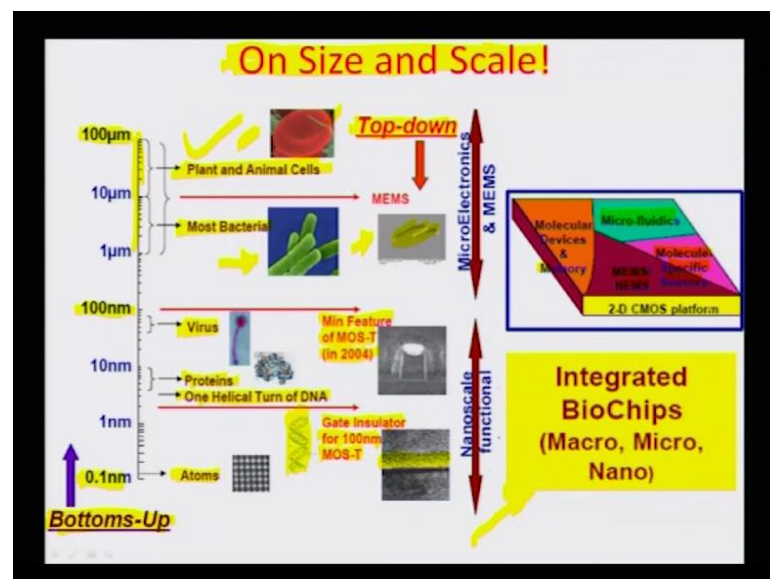 On Size and Scale!
100µm
Plant and Animal Cells
10µm
Most Bacteria
1µm
100nm
Virus
10nm
Proteins
One Helical Turn of DNA
1nm
0.1nm
Atoms
Bottoms-Up
Top-down
MEMS
Min Feature
of MOS-T
(in 2004)
Gate Insulator
for 100nm
MOS-T
MicroElectronics
& MEMS
Nanoscale
functional
Molecular
Devices
&
Memory
Micro-fluidics
Molecule-
Specific
Sensors
MEMS/
NEMS
2-D CMOS platform
Integrated
BioChips
(Macro, Micro,
Nano)